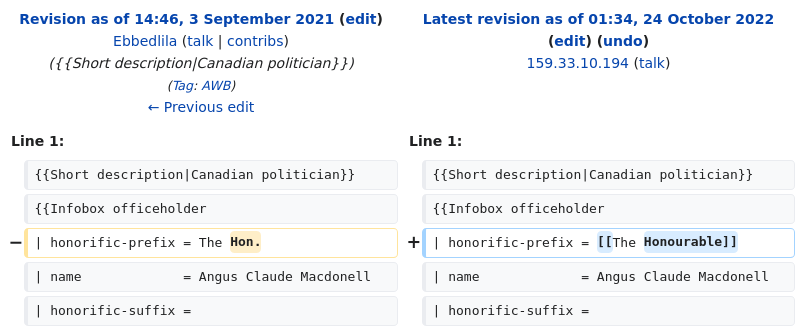 Revision as of 14:46, 3 September 2021 (edit)
Ebbedlila (talk | contribs)
({{Short description|Canadian politician}})
(Tag: AWB)
← Previous edit
Latest revision as of 01:34, 24 October 2022
(edit) (undo)
159.33.10.194 (talk)
Line 1:
Line 1:
{{Short description|Canadian politician}}
{{Short description|Canadian politician}}
{{Infobox officeholder
{{Infobox officeholder
− | honorific-prefix = The Hon.
+ | honorific-prefix = [[The Honourable]]
| name             = Angus Claude Macdonell
| name             = Angus Claude Macdonell
| honorific-suffix =
| honorific-suffix =